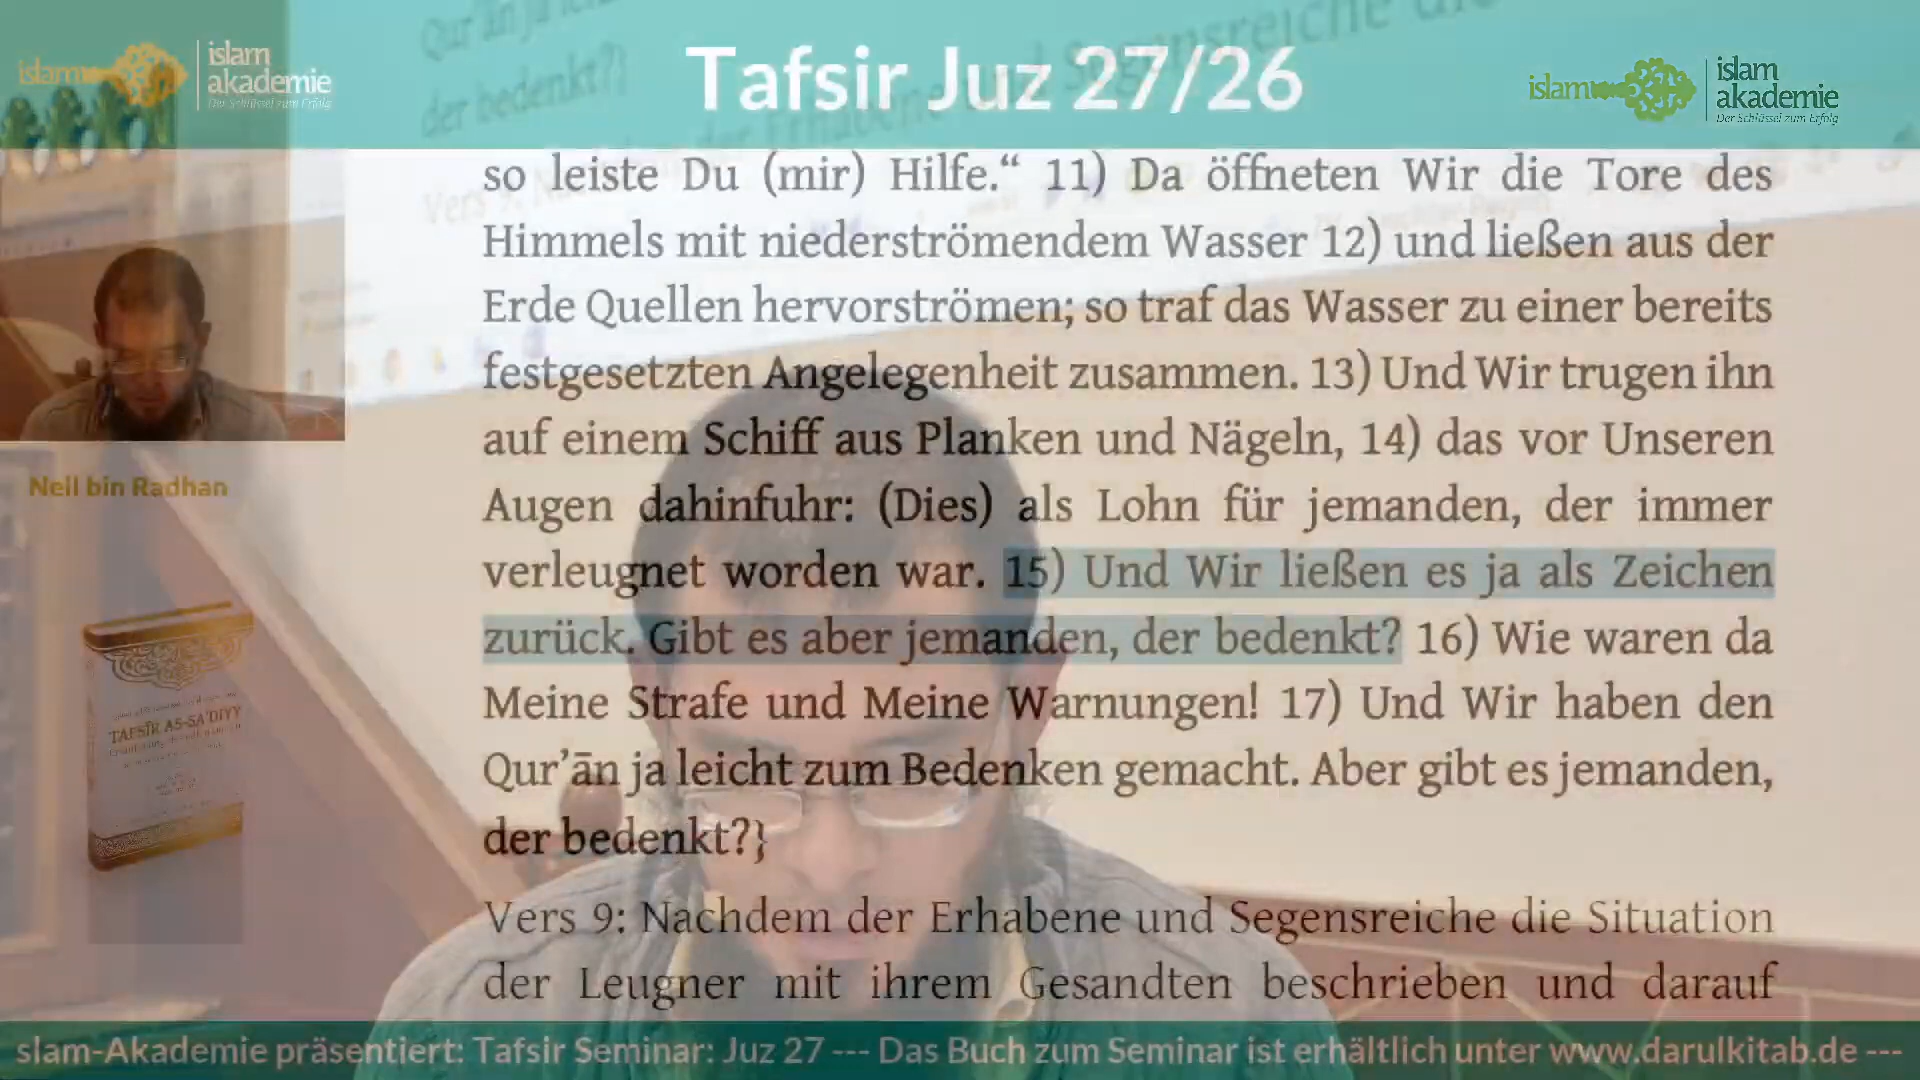 islam
islam
akademie
Der Schlüssel zum Erfolg
Qur'ān ja
der bedenkt?}
Tafsir Juz 27/26
islam
islam
akademie
Der Schlüssel zum Erfolg
so leiste Du (mir) Hilfe.“ 11) Da öffneten Wir die Tore des
Himmels mit niederströmendem Wasser 12) und ließen aus der
Erde Quellen hervorströmen; so traf das Wasser zu einer bereits
festgesetzten Angelegenheit zusammen. 13) Und Wir trugen ihn
auf einem Schiff aus Planken und Nägeln, 14) das vor Unseren
Augen dahinfuhr: (Dies) als Lohn für jemanden, der immer
verleugnet worden war. 15) Und Wir ließen es ja als Zeichen
zurück. Gibt es aber jemanden, der bedenkt? 16) Wie waren da
Meine Strafe und Meine Warnungen! 17) Und Wir haben den
Qur’ān ja leicht zum Bedenken gemacht. Aber gibt es jemanden,
der bedenkt?}
Vers 9: Nachdem der Erhabene und Segensreiche die Situation
der Leugner mit ihrem Gesandten beschrieben und darauf
Neil bin Radhan
TAFSĪR AS-SA'DIYY
slam-Akademie präsentiert: Tafsir Seminar: Juz 27 --- Das Buch zum Seminar ist erhältlich unter www.darulkitab.de ---